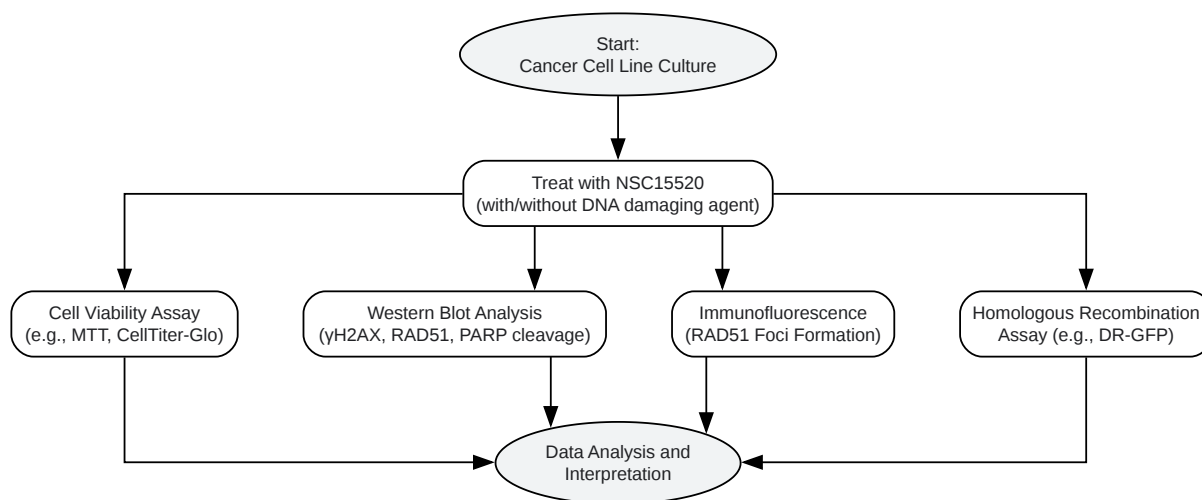 Start:
Cancer Cell Line Culture
Treat with NSC15520
(with/without DNA damaging agent)
Cell Viability Assay
(e.g., MTT, CellTiter-Glo)
Western Blot Analysis
(γH2AX, RAD51, PARP cleavage)
Immunofluorescence
(RAD51 Foci Formation)
Homologous Recombination
Assay (e.g., DR-GFP)
Data Analysis and
Interpretation